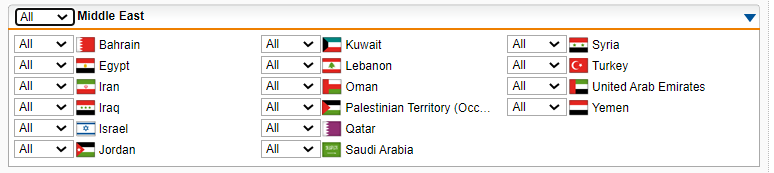 All Middle East
All Bahrain
All Egypt
All Iran
All Iraq
All Israel
All Jordan
All Kuwait
All Lebanon
All Oman
All Palestinian Territory (Occ...
All Qatar
All Saudi Arabia
All Syria
All Turkey
All United Arab Emirates
All Yemen